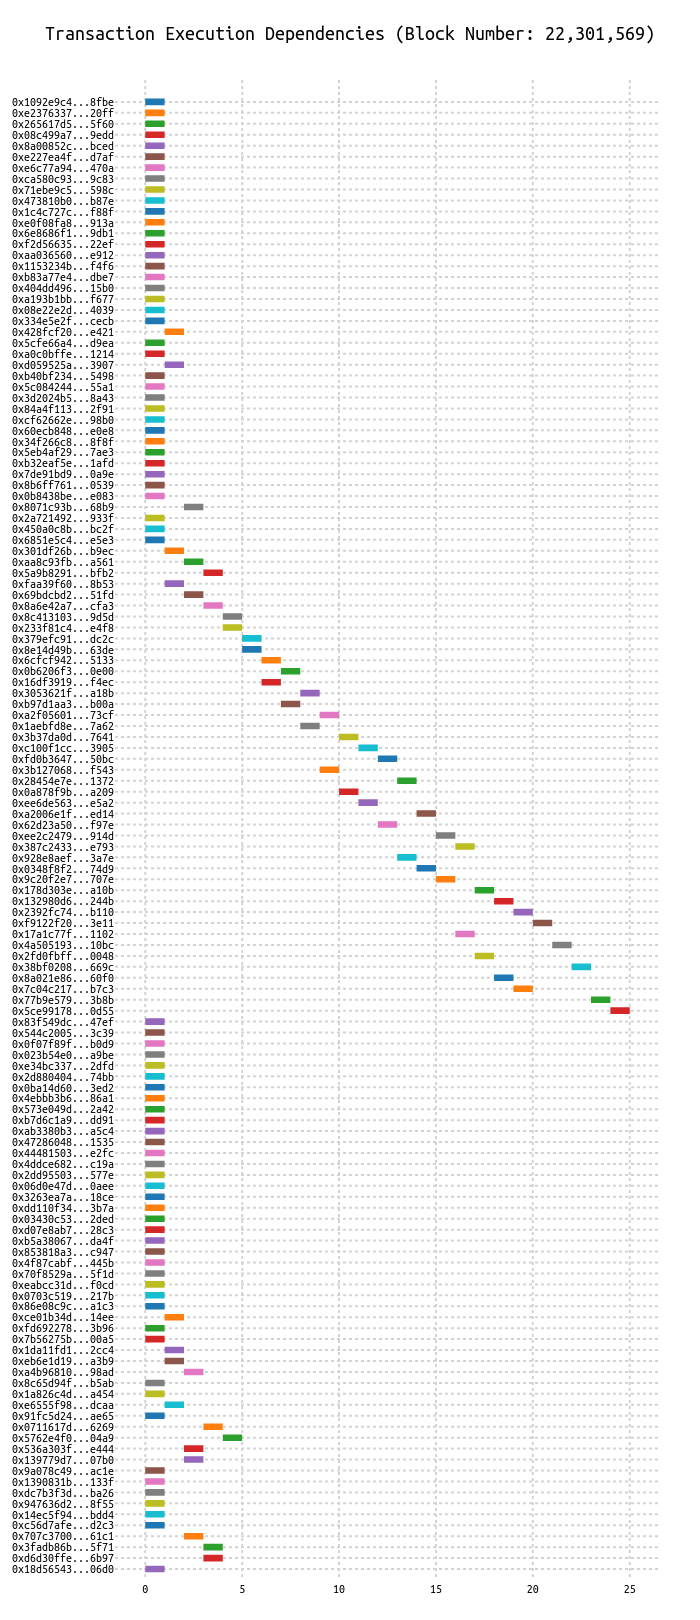 Transaction Execution Dependencies (Block Number: 22,301,569)
0x1092e9c4...8fbe
0xe2376337...20ff
0x265617d5...5f60
0x08c499a7...9edd
0x8a00852c...bced
0xe227ea4f...d7af
0xe6c77a94...470a
0xca580c93...9c83
0x71ebe9c5...598c
0x473810b0...b87e
0x1c4c727c...f88f
0xe0f08fa8...913a
0x6e8686f1...9db1
0xf2d56635...22ef
0xaa036560...e912
0x1153234b...f4f6
0xb83a77e4...dbe7
0x404dd496...15b0
0xa193b1bb...f677
0x08e22e2d...4039
0x334e5e2f...cecb
0x428fcf20...e421
0x5cfe66a4...d9ea
0xa0c0bffe...1214
0xd059525a...3907
0xb40bf234...5498
0x5c084244...55a1
0x3d2024b5...8a43
0x84a4f113...2f91
0xcf62662e...98b0
0x60ecb848...e0e8
0x34f266c8...8f8f
0x5eb4af29...7ae3
0xb32eaf5e...1afd
0x7de91bd9...0a9e
0x8b6ff761...0539
0x0b8438be...e083
0x8071c93b...68b9
0x2a721492...933f
0x450a0c8b...bc2f
0x6851e5c4...e5e3
0x301df26b...b9ec
0xaa8c93fb...a561
0x5a9b8291...bfb2
0xfaa39f60...8b53
0x69bdcbd2...51fd
0x8a6e42a7...cfa3
0x8c413103...9d5d
0x233f81c4...e4f8
0x379efc91...dc2c
0x8e14d49b...63de
0x6cfcf942...5133
0x0b6206f3...0e00
0x16df3919...f4ec
0x3053621f...a18b
0xb97d1aa3...b00a
0xa2f05601...73cf
0x1aebfd8e...7a62
0x3b37da0d...7641
0xc100f1cc...3905
0xfd0b3647...50bc
0x3b127068...f543
0x28454e7e...1372
0x0a878f9b...a209
0xee6de563...e5a2
0xa2006e1f...ed14
0x62d23a50...f97e
0xee2c2479...914d
0x387c2433...e793
0x928e8aef...3a7e
0x0348f8f2...74d9
0x9c20f2e7...707e
0x178d303e...a10b
0x132980d6...244b
0x2392fc74...b110
0xf9122f20...3e11
0x17a1c77f...1102
0x4a505193...10bc
0x2fd0fbff...0048
0x38bf0208...669c
0x8a021e86...60f0
0x7c04c217...b7c3
0x77b9e579...3b8b
0x5ce99178...0d55
0x83f549dc...47ef
0x544c2005...3c39
0x0f07f89f...b0d9
0x023b54e0...a9be
0xe34bc337...2dfd
0x2d880404...74bb
0x0ba14d60...3ed2
0x4ebbb3b6...86a1
0x573e049d...2a42
0xb7d6c1a9...dd91
0xab3380b3...a5c4
0x47286048...1535
0x44481503...e2fc
0x4ddce682...c19a
0x2dd95503...577e
0x06d0e47d...0aee
0x3263ea7a...18ce
0xdd110f34...3b7a
0x03430c53...2ded
0xd07e8ab7...28c3
0xb5a38067...da4f
0x853818a3...c947
0x4f87cabf...445b
0x70f8529a...5f1d
0xeabcc31d...f0cd
0x0703c519...217b
0x86e08c9c...a1c3
0xce01b34d...14ee
0xfd692278...3b96
0x7b56275b...00a5
0x1da11fd1...2cc4
0xeb6e1d19...a3b9
0xa4b96810...98ad
0x8c65d94f...b5ab
0x1a826c4d...a454
0xe6555f98...dcaa
0x91fc5d24...ae65
0x0711617d...6269
0x5762e4f0...04a9
0x536a303f...e444
0x139779d7...07b0
0x9a078c49...ac1e
0x1390831b...133f
0xdc7b3f3d...ba26
0x947636d2...8f55
0x14ec5f94...bdd4
0xc56d7afe...d2c3
0x707c3700...61c1
0x3fadb86b...5f71
0xd6d30ffe...6b97
0x18d56543...06d0
0 5 10 15 20 25